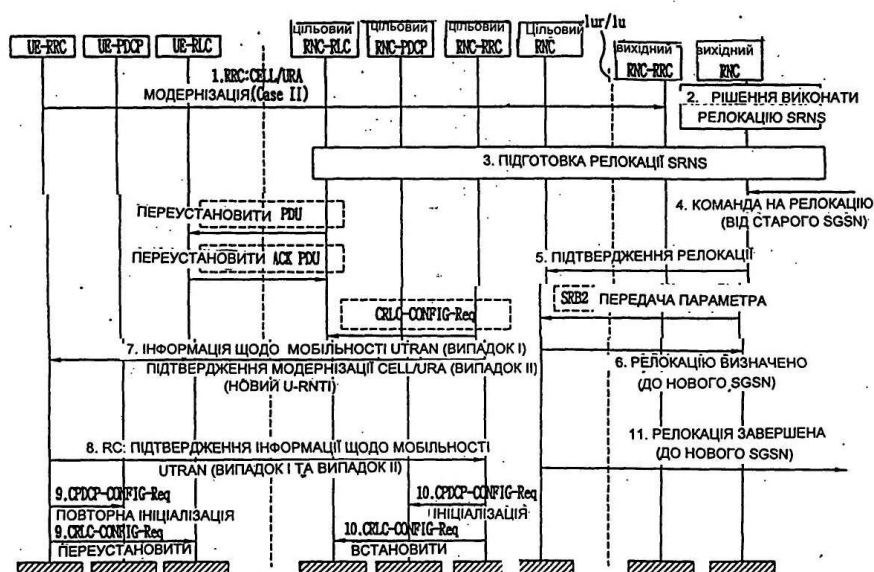 UE-RRC
UE-PDCP
UE-RLC
цільовий
RNC-RLC
цільовий
RNC-PDCP
цільовий
RNC-RRC
Цільовий
RNC
lur/lu
вихідний
RNC-RRC
вихідний
RNC
1.RRC:CELL/URA
МОДЕРНІЗАЦІЯ(Case II)
2. РІШЕННЯ ВИКОНАТИ
РЕЛОКАЦІЮ SRNS
3. ПІДГОТОВКА РЕЛОКАЦІЇ SRNS
4. КОМАНДА НА РЕЛОКАЦІЮ
(ВІД СТАРОГО SGSN)
ПЕРЕУСТАНОВИТИ PDU
ПЕРЕУСТАНОВИТИ ACK PDU
5. ПІДТВЕРДЖЕННЯ РЕЛОКАЦІЇ
SRB2 ПЕРЕДАЧА ПАРАМЕТРА
CRLC-CONFIG-Req
7. ІНФОРМАЦІЯ ЩОДО МОБІЛЬНОСТІ UTRAN (ВИПАДОК І)
ПІДТВЕРДЖЕННЯ МОДЕРНІЗАЦІЇ CELL/URA (ВИПАДОК ІІ)
(НОВИЙ U-RNTI)
6. РЕЛОКАЦІЮ ВИЗНАЧЕНО
(ДО НОВОГО SGSN)
8. RC: ПІДТВЕРДЖЕННЯ ІНФОРМАЦІЇ ЩОДО МОБІЛЬНОСТІ
UTRAN (ВИПАДОК І ТА ВИПАДОК ІІ)
11. РЕЛОКАЦІЯ ЗАВЕРШЕНА
(ДО НОВОГО SGSN)
9.CPDCP-CONFIG-Req
ПОВТОРНА ІНІЦІАЛІЗАЦІЯ
10.CPDCP-CONFIG-Req
ІНІЦІАЛІЗАЦІЯ
9.CRLC-CONFIG-Req
ПЕРЕУСТАНОВИТИ
10.CRLC-CONFIG-Req
ВСТАНОВИТИ